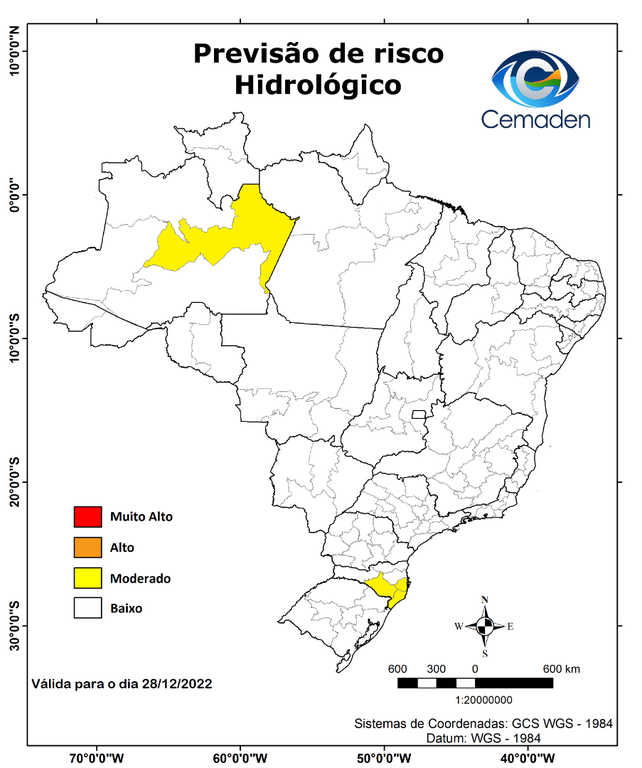 Previsão de risco
Hidrológico
Cemaden
10°0'0"N
0°0'0"
10°0'0"S
20°0'0"S
30°0'0"S
Muito Alto
Alto
Moderado
Baixo
N
W E
S
600 300 0 600 km
1:20000000
Válida para o dia 28/12/2022
Sistemas de Coordenadas: GCS WGS - 1984
Datum: WGS - 1984
70°0'0"W 60°0'0"W 50°0'0"W 40°0'0"W